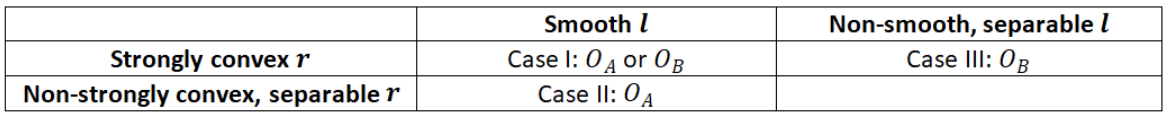 Smooth l Non-smooth, separable l
Strongly convex r Case I: O_A or O_B Case III: O_B
Non-strongly convex, separable r Case II: O_A